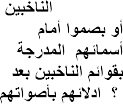 الناخبين
أو بصموا أمام
أسمائهم المدرجة
بقوائم الناخبين بعد
ادلائهم بأصواتهم ؟